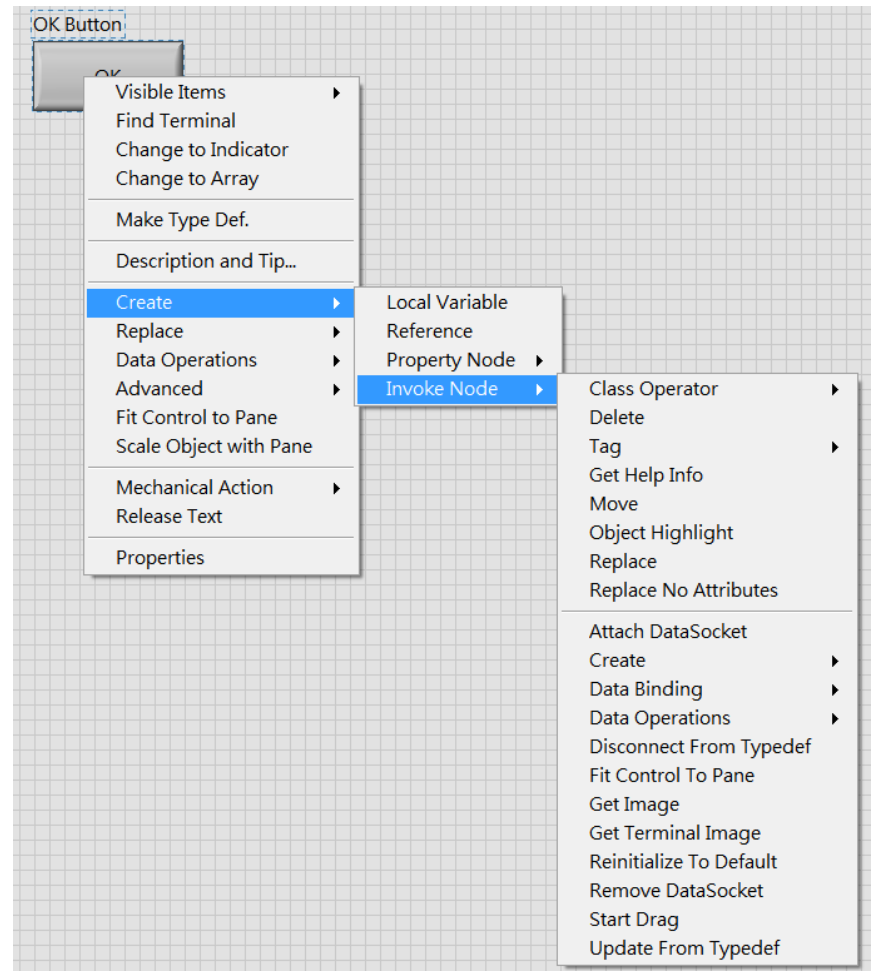 OK Button
OK
Visible Items
Find Terminal
Change to Indicator
Change to Array
Make Type Def.
Description and Tip...
Create
Replace
Data Operations
Advanced
Fit Control to Pane
Scale Object with Pane
Mechanical Action
Release Text
Properties
Local Variable
Reference
Property Node
Invoke Node
Class Operator
Delete
Tag
Get Help Info
Move
Object Highlight
Replace
Replace No Attributes
Attach DataSocket
Create
Data Binding
Data Operations
Disconnect From Typedef
Fit Control To Pane
Get Image
Get Terminal Image
Reinitialize To Default
Remove DataSocket
Start Drag
Update From Typedef